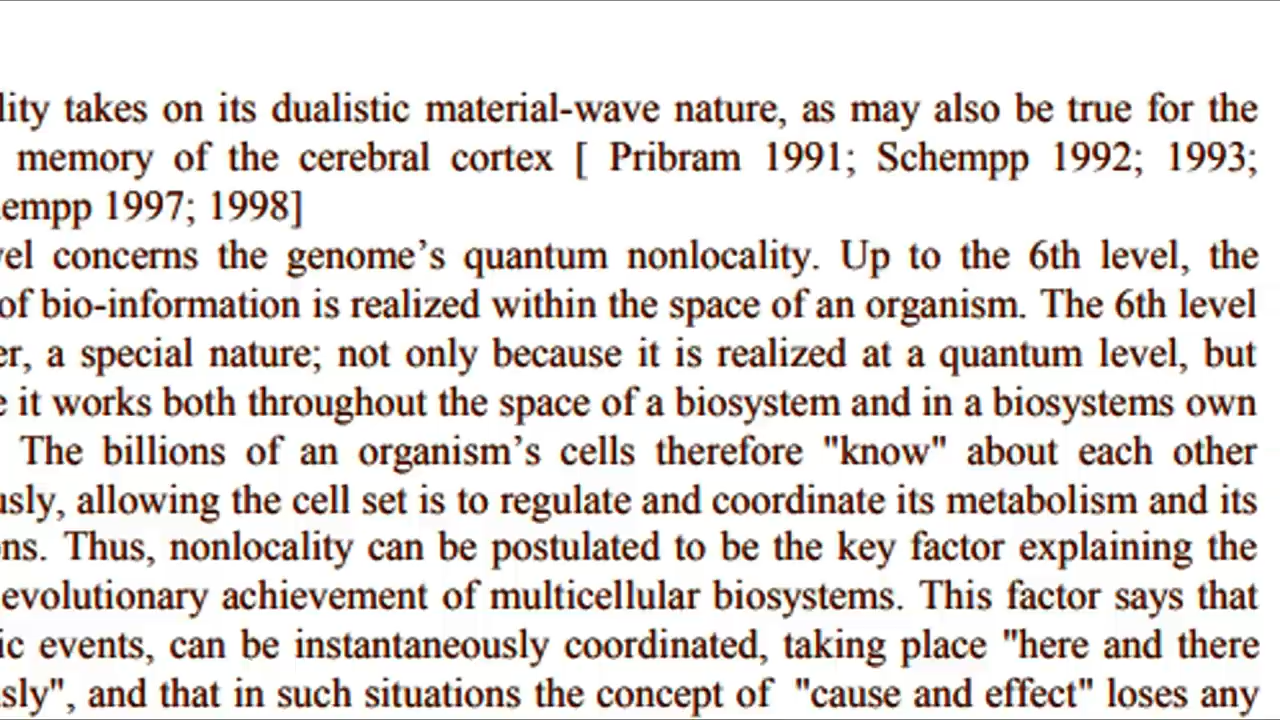 lity takes on its dualistic material-wave nature, as may also be true for the
memory of the cerebral cortex [ Pribram 1991; Schempp 1992; 1993;
empp 1997; 1998]
vel concerns the genome’s quantum nonlocality. Up to the 6th level, the
of bio-information is realized within the space of an organism. The 6th level
er, a special nature; not only because it is realized at a quantum level, but
e it works both throughout the space of a biosystem and in a biosystems own
The billions of an organism’s cells therefore "know" about each other
usly, allowing the cell set is to regulate and coordinate its metabolism and its
ns. Thus, nonlocality can be postulated to be the key factor explaining the
evolutionary achievement of multicellular biosystems. This factor says that
ic events, can be instantaneously coordinated, taking place "here and there
sly", and that in such situations the concept of "cause and effect" loses any